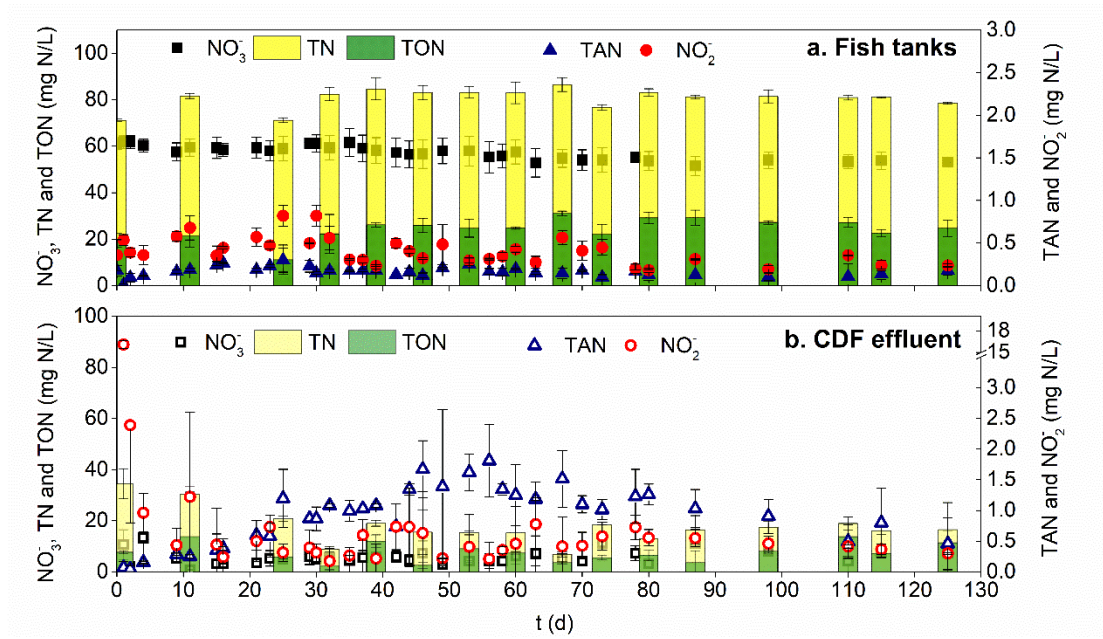 NO₃⁻ TN TON TAN NO₂⁻
a. Fish tanks
NO₃⁻, TN and TON (mg N/L)
100
80
60
40
20
0
TAN and NO₂⁻ (mg N/L)
3.0
2.5
2.0
1.5
1.0
0.5
0.0
NO₃⁻ TN TON TAN NO₂⁻
b. CDF effluent
NO₃⁻, TN and TON (mg N/L)
100
80
60
40
20
0
TAN and NO₂⁻ (mg N/L)
18
15
3.0
2.5
2.0
1.5
1.0
0.5
0.0
0 10 20 30 40 50 60 70 80 90 100 110 120 130
t (d)